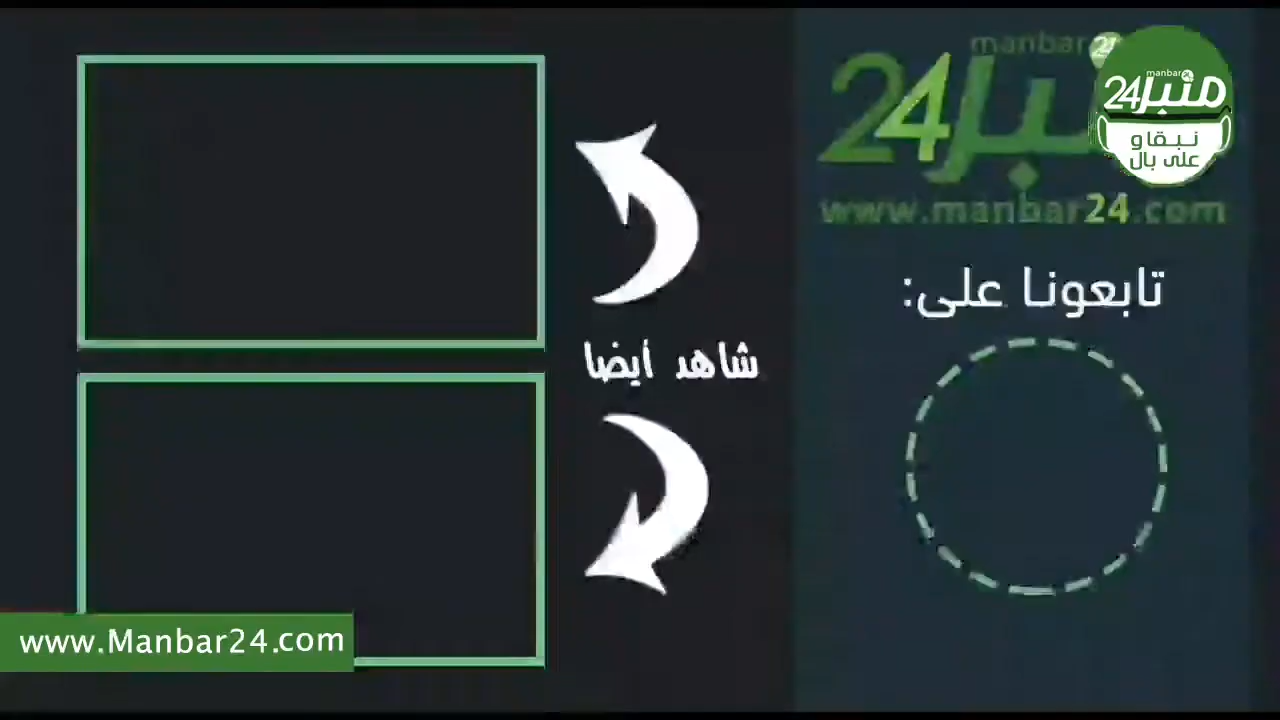 manbar24
منبر24
www.manbar24.com
manbar24
منبر24
نبقاو
على بال
تابعونا على:
شاهد أيضا
www.Manbar24.com